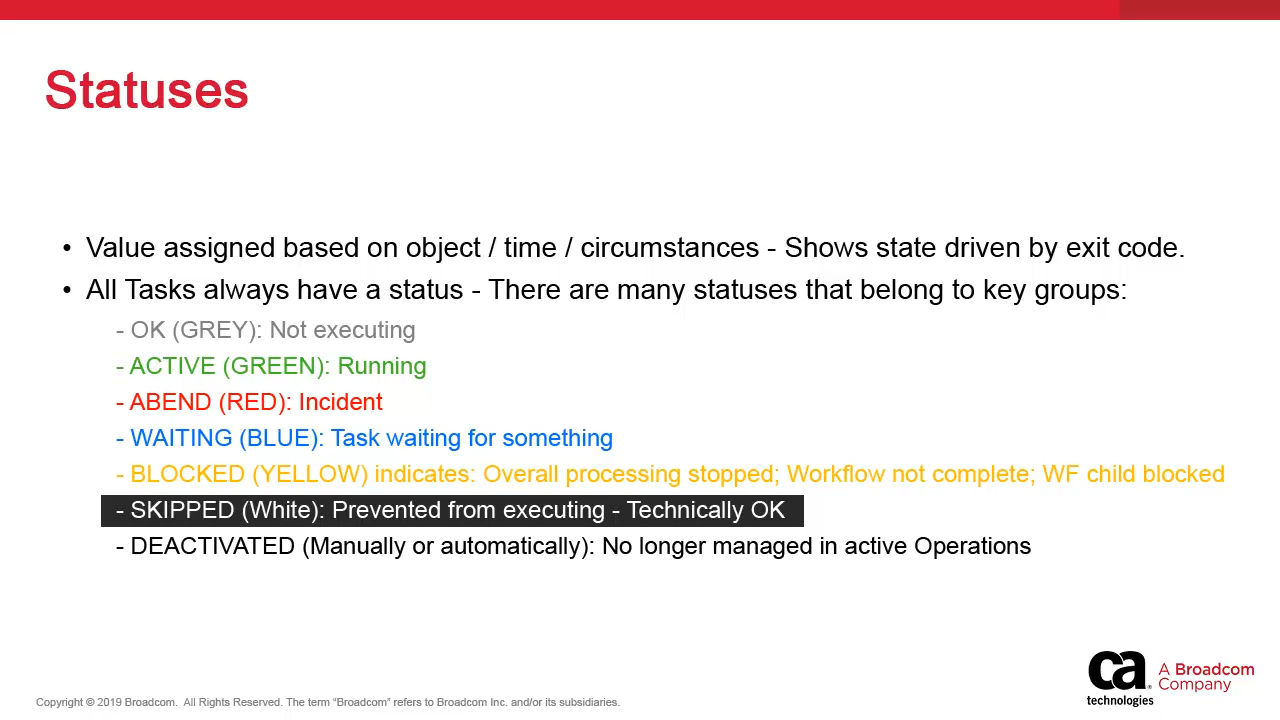 Statuses
• Value assigned based on object / time / circumstances - Shows state driven by exit code.
• All Tasks always have a status - There are many statuses that belong to key groups:
- OK (GREY): Not executing
- ACTIVE (GREEN): Running
- ABEND (RED): Incident
- WAITING (BLUE): Task waiting for something
- BLOCKED (YELLOW) indicates: Overall processing stopped; Workflow not complete; WF child blocked
- SKIPPED (White): Prevented from executing - Technically OK
- DEACTIVATED (Manually or automatically): No longer managed in active Operations
ca
technologies
A Broadcom
Company
Copyright © 2019 Broadcom. All Rights Reserved. The term “Broadcom” refers to Broadcom Inc. and/or its subsidiaries.